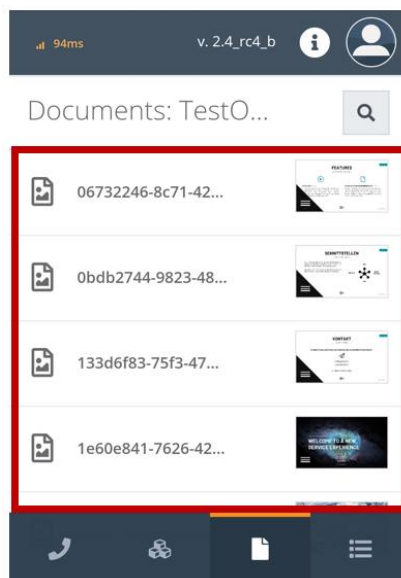 94ms
v. 2.4_rc4_b
Documents: TestO...
06732246-8c71-42...
FEATURES
0bdb2744-9823-48...
SCHNITTSTELLEN
133d6f83-75f3-47...
KONTAKT
1e60e841-7626-42...
WELCOME TO A NEW
SERVICE EXPERIENCE